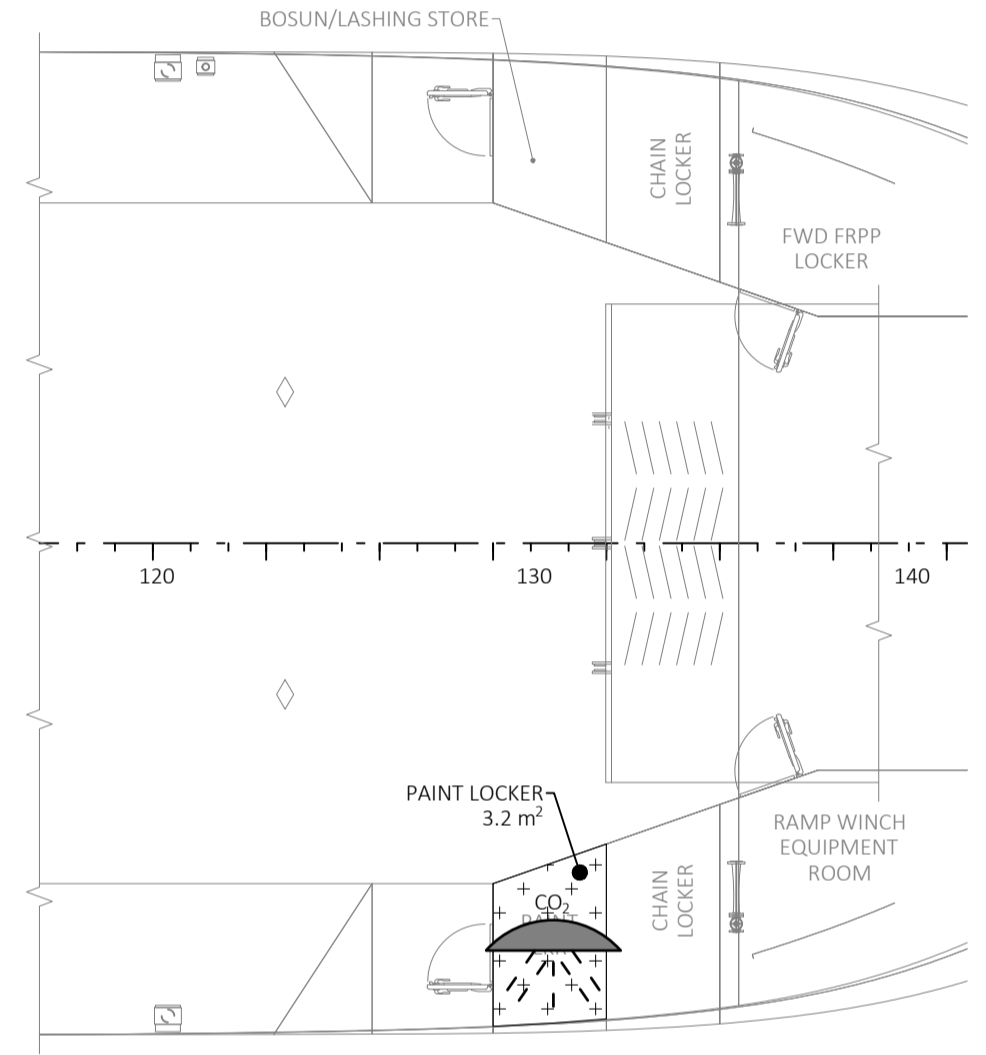 BOSUN/LASHING STORE
CHAIN
LOCKER
FWD FRPP
LOCKER
120
130
140
PAINT LOCKER
3.2 m²
RAMP WINCH
EQUIPMENT
ROOM
CO₂
PAINT
CHAIN
LOCKER